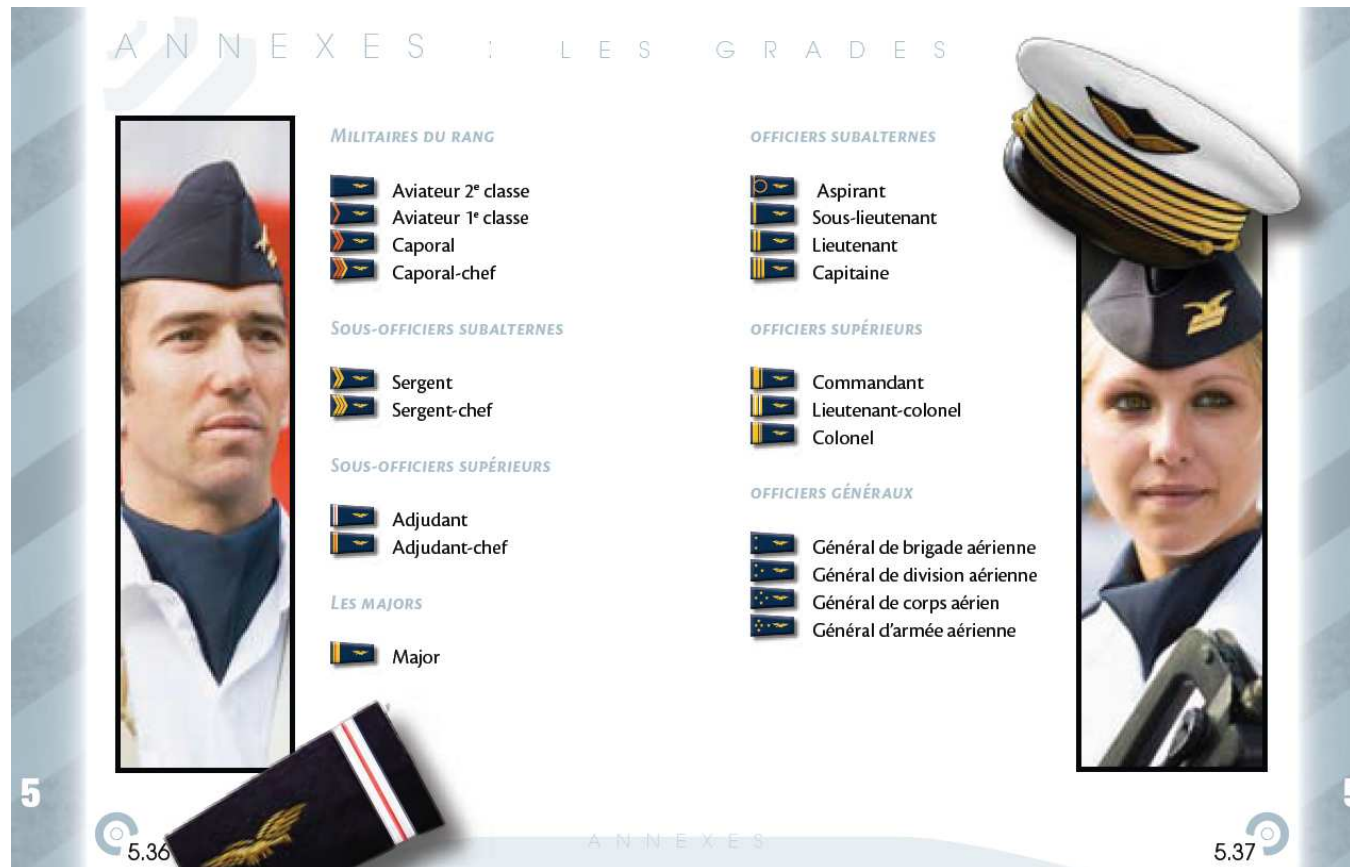 ANNEXES : LES GRADES
MILITAIRES DU RANG
Aviateur 2e classe
Aviateur 1e classe
Caporal
Caporal-chef
SOUS-OFFICIERS SUBALTERNES
Sergent
Sergent-chef
SOUS-OFFICIERS SUPÉRIEURS
Adjudant
Adjudant-chef
LES MAJORS
Major
OFFICIERS SUBALTERNES
Aspirant
Sous-lieutenant
Lieutenant
Capitaine
OFFICIERS SUPÉRIEURS
Commandant
Lieutenant-colonel
Colonel
OFFICIERS GÉNÉRAUX
Général de brigade aérienne
Général de division aérienne
Général de corps aérien
Général d'armée aérienne
5
5
5.36
ANNEXES
5.37